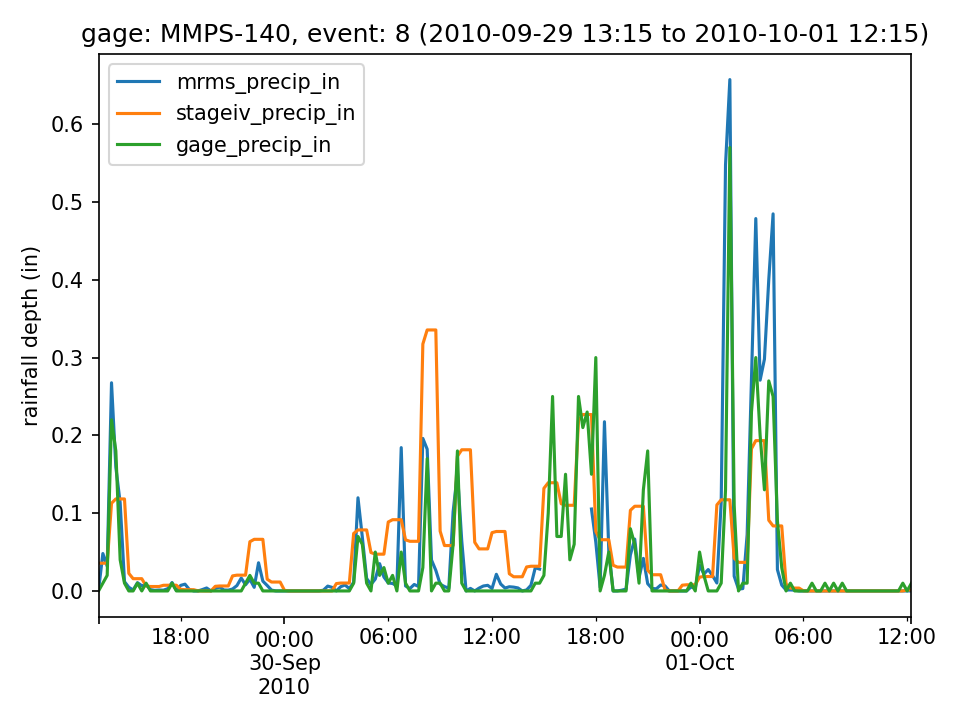 gage: MMPS-140, event: 8 (2010-09-29 13:15 to 2010-10-01 12:15)
mrms_precip_in
stageiv_precip_in
gage_precip_in
rainfall depth (in)
0.6
0.5
0.4
0.3
0.2
0.1
0.0
18:00 00:00 06:00 12:00 18:00 00:00 06:00 12:00
30-Sep 01-Oct
2010